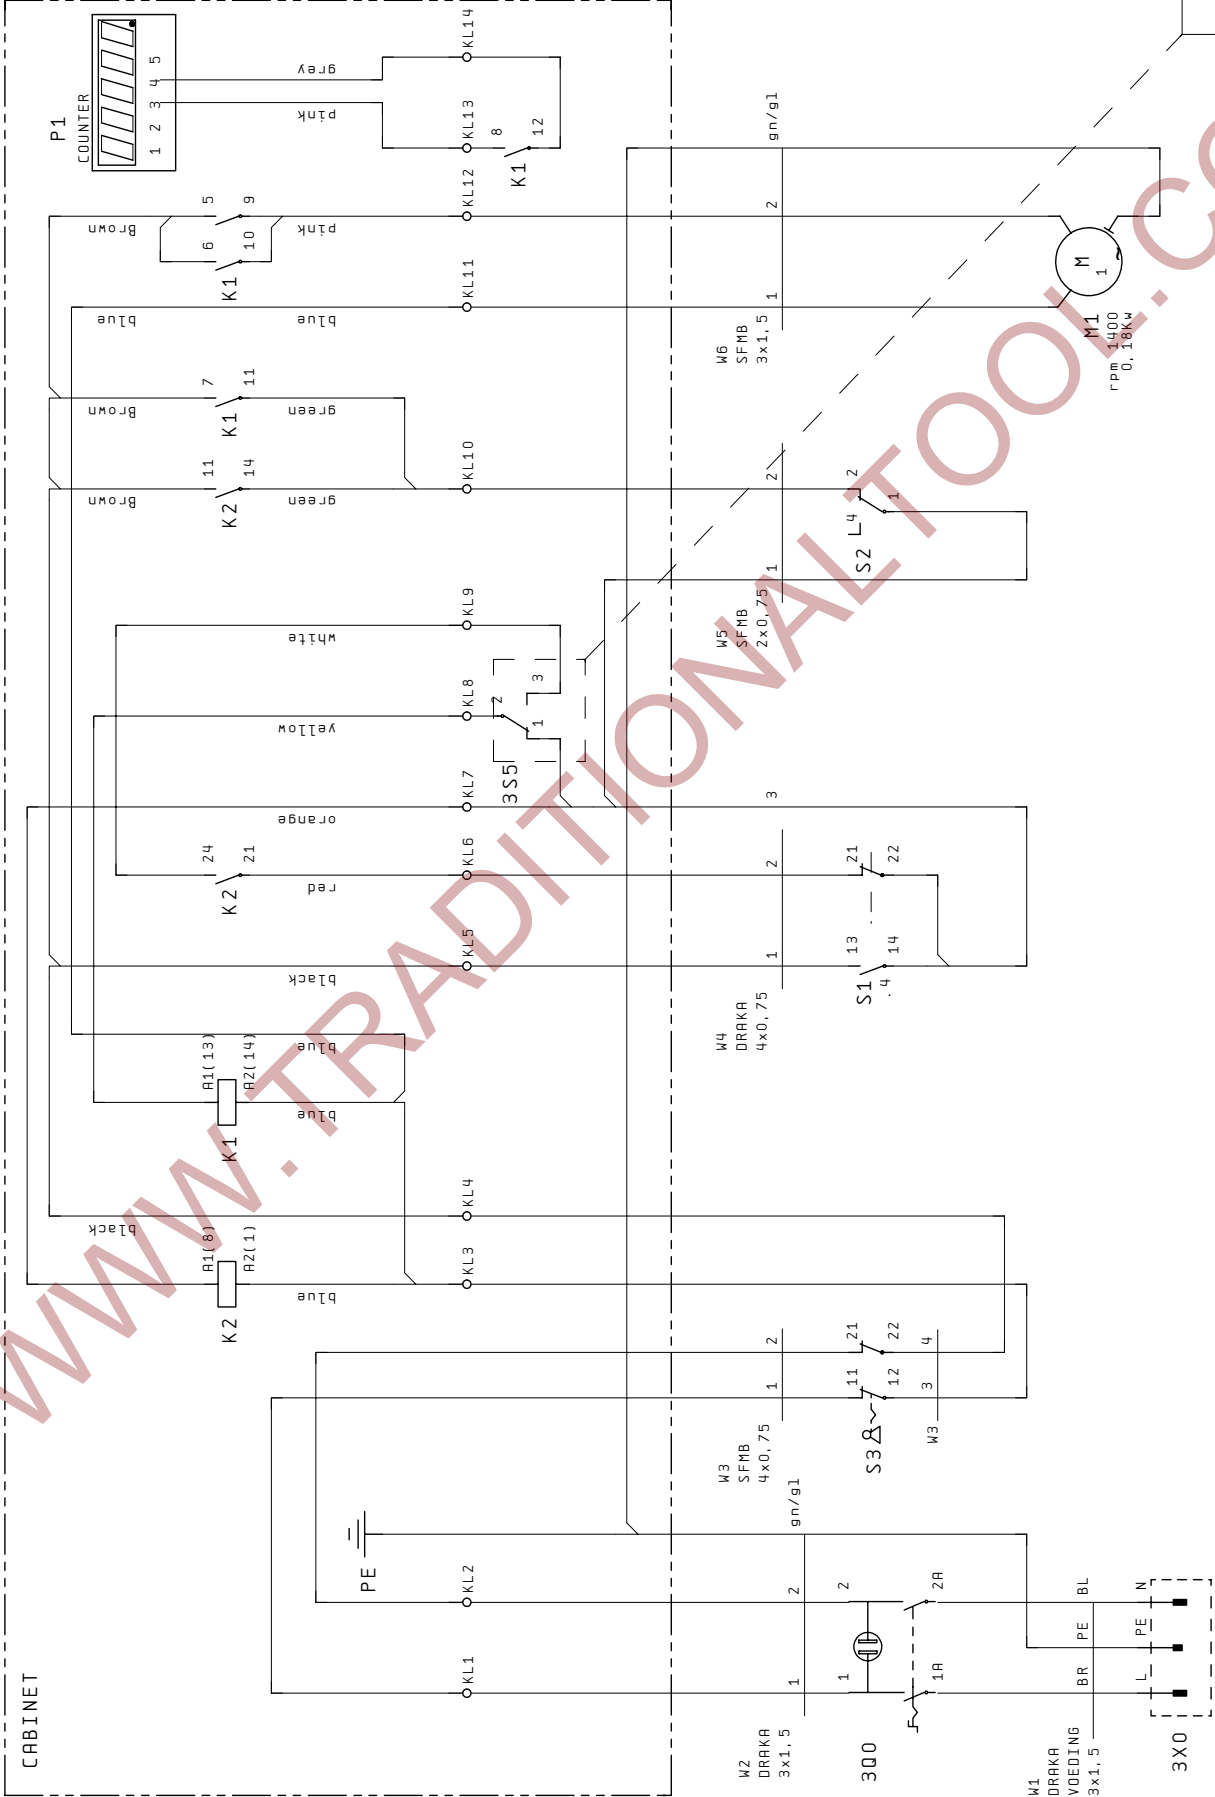 CABINET
P1
COUNTER
1 2 3 4 5
grey
pink
KL14
KL13
8
12
K1
KL12
Brown
5
9
6
10
K1
pink
KL11
blue
blue
Brown
7
11
K1
green
Brown
11
14
K2
green
KL10
KL9
white
KL8
yellow
2
1
3
3S5
KL7
orange
KL6
24
21
K2
red
KL5
black
blue
A1(13)
A2(14)
K1
blue
KL4
black
KL3
A1(8)
A2(1)
K2
blue
PE
KL2
KL1
gn/gl
2
1
W6
SFMB
3x1,5
M
1
~
M1
rpm 1400
0,18Kw
2
1
W5
SFMB
2x0,75
2
4
1
S2
3
2
1
W4
DRAKA
4x0,75
21
22
13
14
S1
.4
2
1
W3
SFMB
4x0,75
21
22
11
12
S3
4
3
W3
gn/gl
2
1
W2
DRAKA
3x1,5
2
1
2A
1A
3Q0
BL
PE
BR
W1
DRAKA
VOEDING
3x1,5
N
PE
L
3X0
WWW.TRADITIONALTOOL.CO